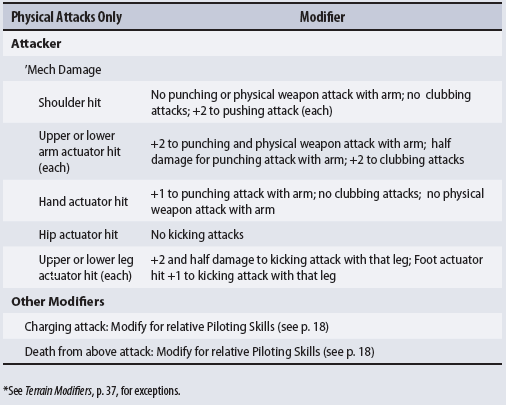 Physical Attacks Only Modifier
Attacker
'Mech Damage
Shoulder hit
No punching or physical weapon attack with arm; no clubbing
attacks; +2 to pushing attack (each)
Upper or lower
arm actuator hit
(each)
+2 to punching and physical weapon attack with arm; half
damage for punching attack with arm; +2 to clubbing attacks
Hand actuator hit
+1 to punching attack with arm; no clubbing attacks; no physical
weapon attack with arm
Hip actuator hit No kicking attacks
Upper or lower leg
actuator hit (each)
+2 and half damage to kicking attack with that leg; Foot actuator
hit +1 to kicking attack with that leg
Other Modifiers
Charging attack: Modify for relative Piloting Skills (see p. 18)
Death from above attack: Modify for relative Piloting Skills (see p. 18)
*See Terrain Modifiers, p. 37, for exceptions.